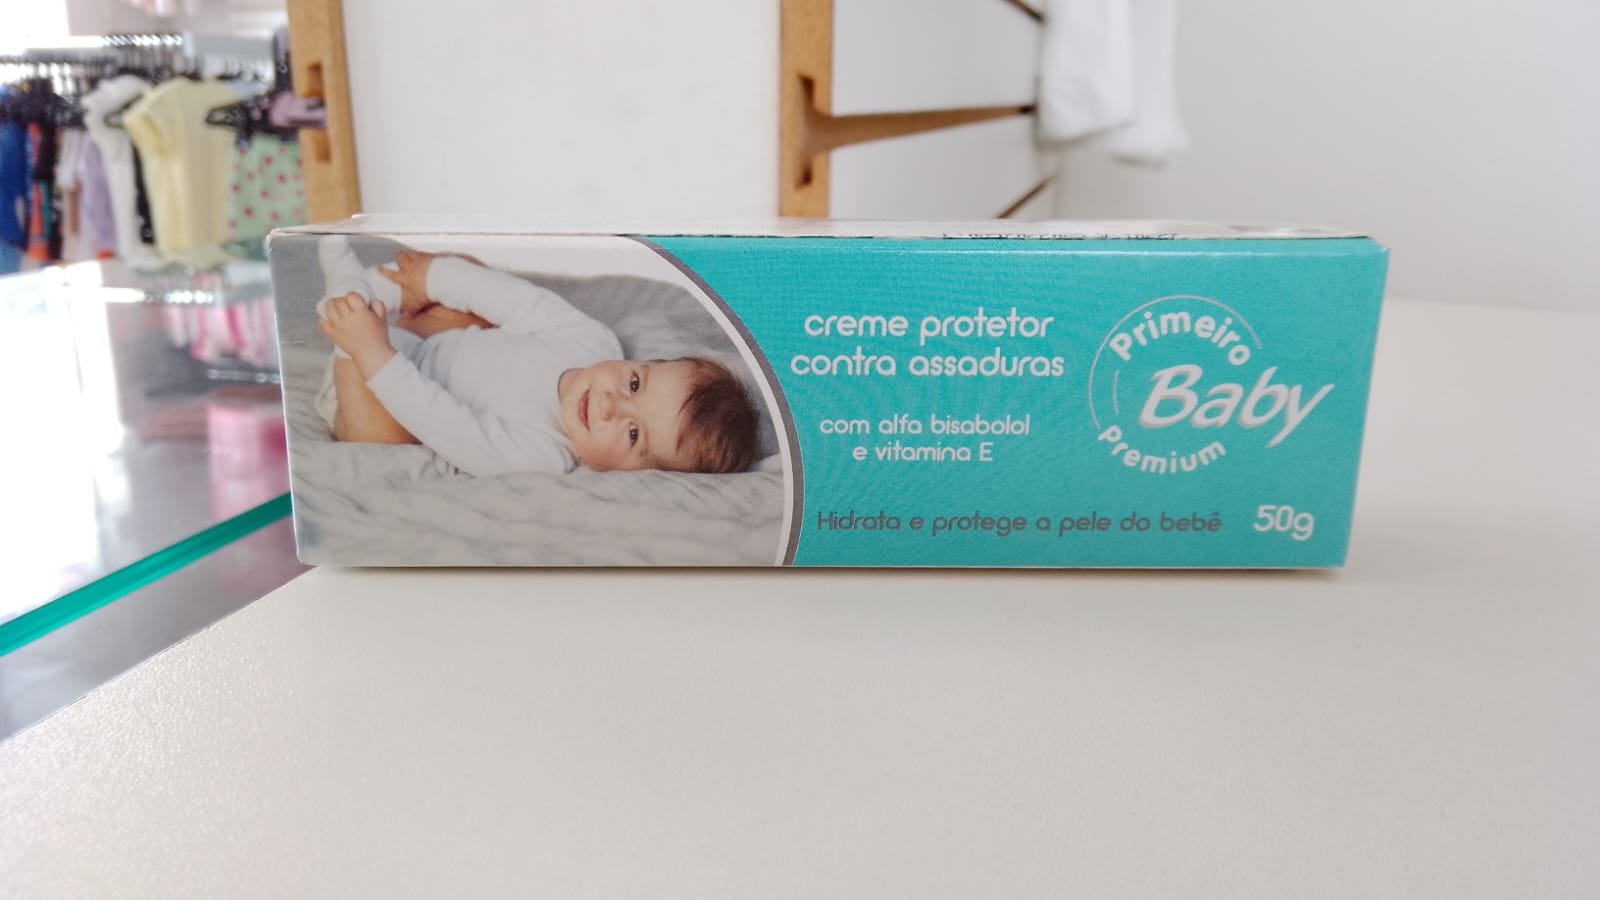 creme protetor
contra assaduras
com alfa bisabolol
e vitamina E
Hidrata e protege a pele do bebê
Primeiro
Baby
Premium
50g